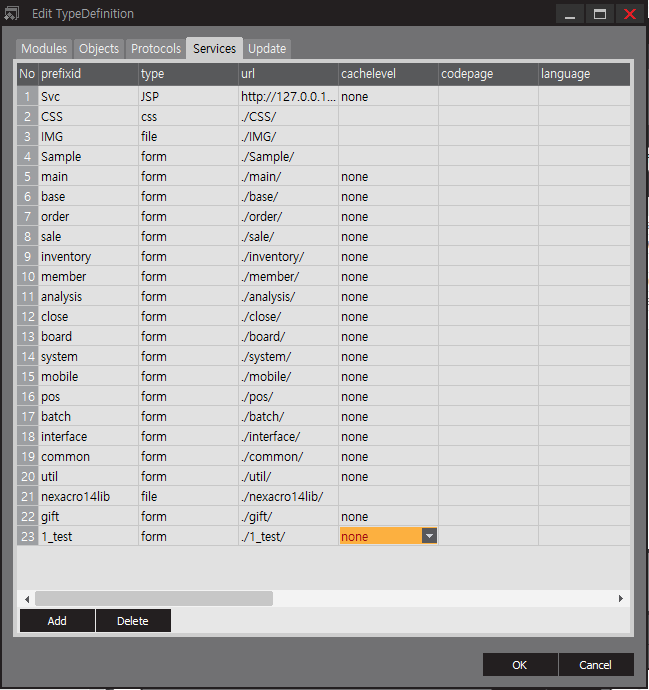 Edit TypeDefinition
Modules Objects Protocols Services Update
No prefixid type url cachelevel codepage language
1 Svc JSP http://127.0.0.1... none
2 CSS css ./CSS/
3 IMG file ./IMG/
4 Sample form ./Sample/
5 main form ./main/ none
6 base form ./base/ none
7 order form ./order/ none
8 sale form ./sale/ none
9 inventory form ./inventory/ none
10 member form ./member/ none
11 analysis form ./analysis/ none
12 close form ./close/ none
13 board form ./board/ none
14 system form ./system/ none
15 mobile form ./mobile/ none
16 pos form ./pos/ none
17 batch form ./batch/ none
18 interface form ./interface/ none
19 common form ./common/ none
20 util form ./util/ none
21 nexacro14lib file ./nexacro14lib/
22 gift form ./gift/ none
23 1_test form ./1_test/ none
Add Delete
OK Cancel